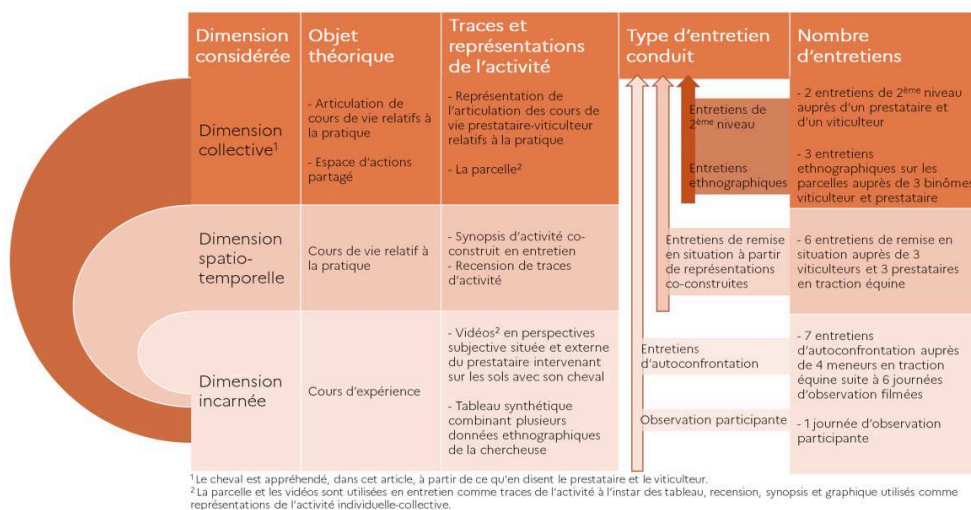 Dimension
considérée
Objet
théorique
Traces et
représentations
de l'activité
Type d'entretien
conduit
Nombre
d'entretiens
Dimension
collective¹
- Articulation de
cours de vie relatifs à
la pratique
- Espace d'actions
partagé
- Représentation de
l'articulation des cours de
vie prestataire-viticulteur
relatifs à la pratique
- La parcelle²
Entretiens de
2ème niveau
Entretiens
ethnographiques
- 2 entretiens de 2ème niveau
auprès d'un prestataire et
d'un viticulteur
- 3 entretiens
ethnographiques sur les
parcelles auprès de 3 binômes
viticulteur et prestataire
Dimension
spatio-
temporelle
Cours de vie relatif à
la pratique
- Synopsis d'activité co-
construit en entretien
- Recension de traces
d'activité
Entretiens de remise
en situation à partir
de représentations
co-construites
- 6 entretiens de remise en
situation auprès de 3
viticulteurs et 3 prestataires
en traction équine
Dimension
incarnée
Cours d'expérience
- Vidéos² en perspectives
subjective située et externe
du prestataire intervenant
sur les sols avec son cheval
- Tableau synthétique
combinant plusieurs
données ethnographiques
de la chercheuse
Entretiens
d'autoconfrontation
Observation participante
- 7 entretiens
d'autoconfrontation auprès
de 4 meneurs en traction
équine suite à 6 journées
d'observation filmées
- 1 journée d'observation
participante
¹ Le cheval est appréhendé, dans cet article, à partir de ce qu'en disent le prestataire et le viticulteur.
² La parcelle et les vidéos sont utilisées en entretien comme traces de l'activité à l'instar des tableau, recension, synopsis et graphique utilisés comme
représentations de l'activité individuelle-collective.